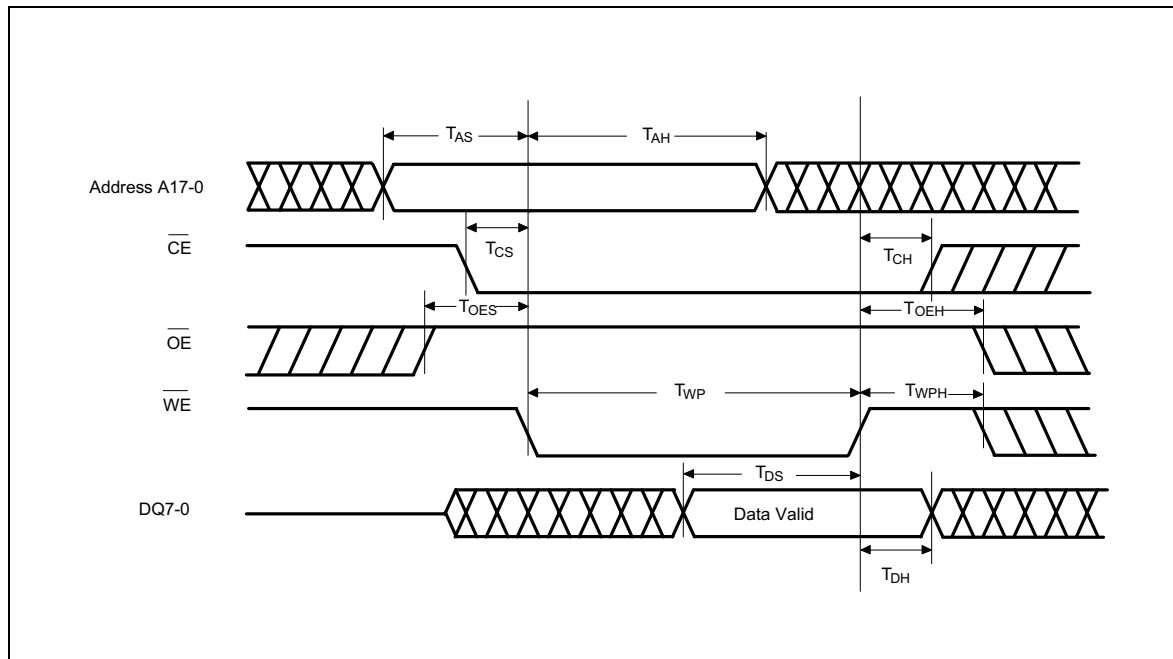 TAS
TAH
Address A17-0
TCS
CE
TCH
TOES
TOEH
OE
TWP
TWPH
WE
TDS
DQ7-0
Data Valid
TDH